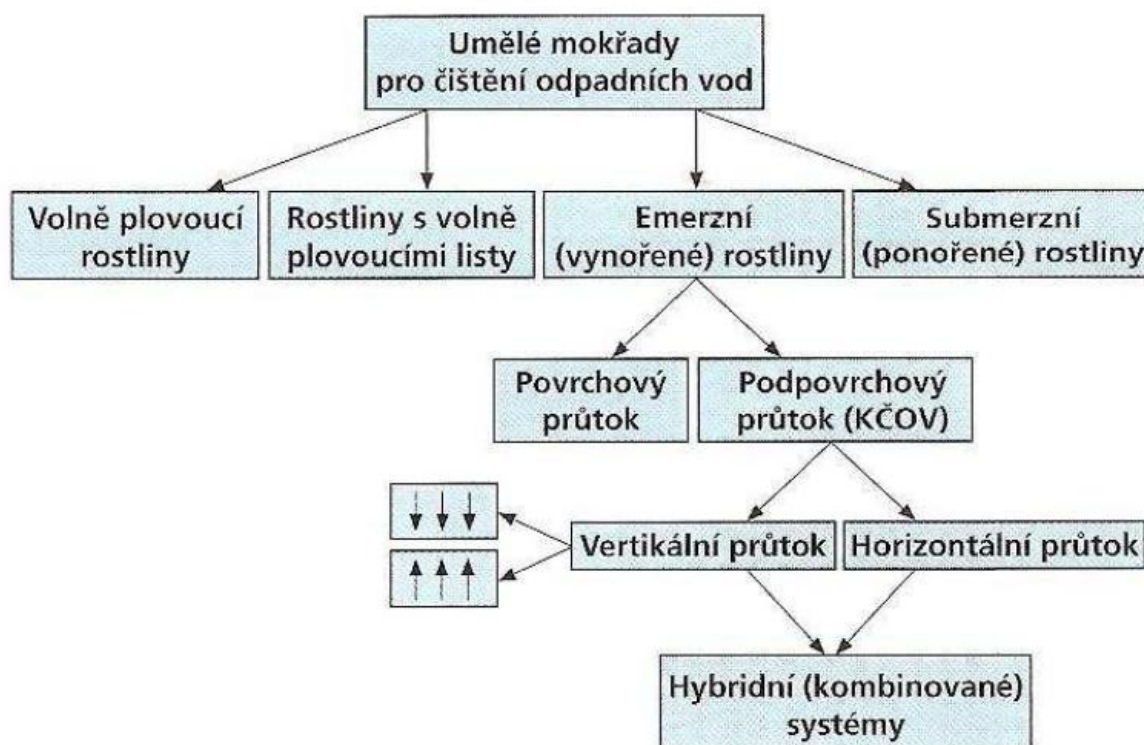 Umělé mokřady
pro čištění odpadních vod
Volně plovoucí
rostliny
Rostliny s volně
plovoucími listy
Emerzní
(vynořené) rostliny
Submerzní
(ponořené) rostliny
Povrchový
průtok
Podpovrchový
průtok (KČOV)
Vertikální průtok
Horizontální průtok
Hybridní (kombinované)
systémy